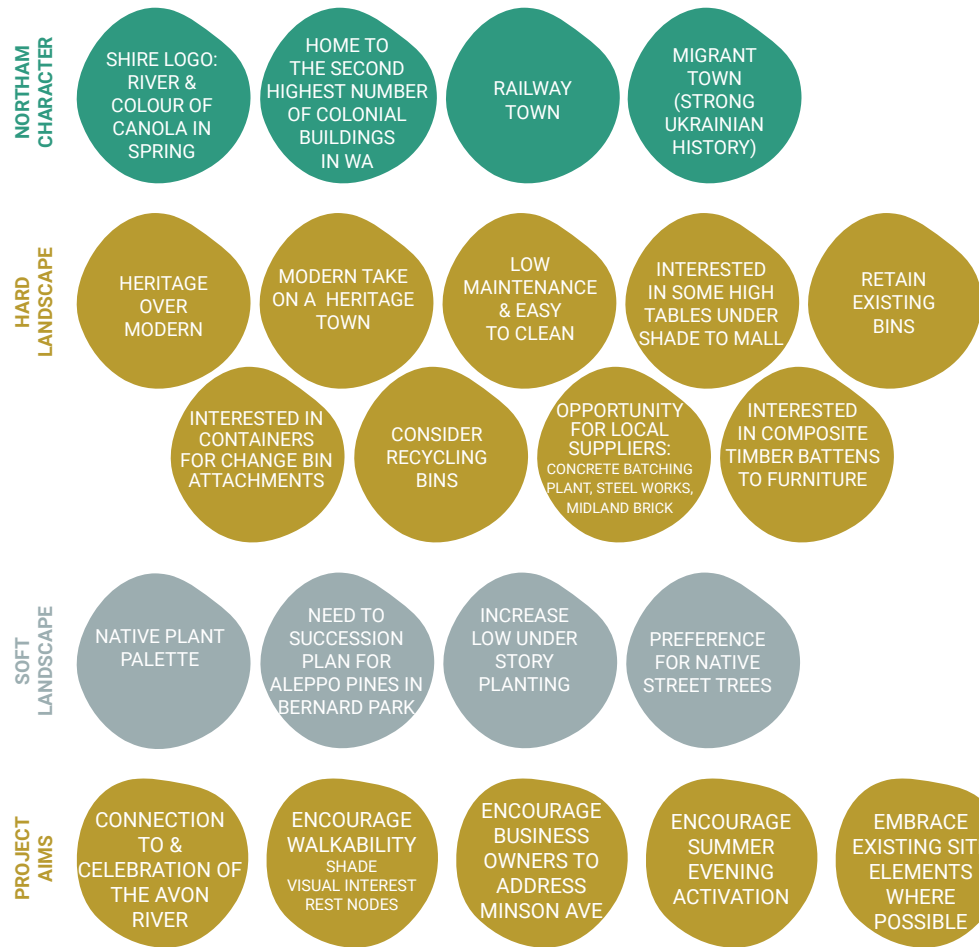 NORTHAM
CHARACTER
SHIRE LOGO:
RIVER &
COLOUR OF
CANOLA IN
SPRING
HOME TO
THE SECOND
HIGHEST NUMBER
OF COLONIAL
BUILDINGS
IN WA
RAILWAY
TOWN
MIGRANT
TOWN
(STRONG
UKRAINIAN
HISTORY)
HARD
LANDSCAPE
HERITAGE
OVER
MODERN
MODERN TAKE
ON A HERITAGE
TOWN
LOW
MAINTENANCE
& EASY
TO CLEAN
INTERESTED
IN SOME HIGH
TABLES UNDER
SHADE TO MALL
RETAIN
EXISTING
BINS
INTERESTED IN
CONTAINERS
FOR CHANGE BIN
ATTACHMENTS
CONSIDER
RECYCLING
BINS
OPPORTUNITY
FOR LOCAL
SUPPLIERS:
CONCRETE BATCHING
PLANT, STEEL WORKS,
MIDLAND BRICK
INTERESTED
IN COMPOSITE
TIMBER BATTENS
TO FURNITURE
SOFT
LANDSCAPE
NATIVE PLANT
PALETTE
NEED TO
SUCCESSION
PLAN FOR
ALEPPO PINES IN
BERNARD PARK
INCREASE
LOW UNDER
STORY
PLANTING
PREFERENCE
FOR NATIVE
STREET TREES
PROJECT
AIMS
CONNECTION
TO &
CELEBRATION OF
THE AVON
RIVER
ENCOURAGE
WALKABILITY
SHADE
VISUAL INTEREST
REST NODES
ENCOURAGE
BUSINESS
OWNERS TO
ADDRESS
MINSON AVE
ENCOURAGE
SUMMER
EVENING
ACTIVATION
EMBRACE
EXISTING SIT
ELEMENTS
WHERE
POSSIBLE